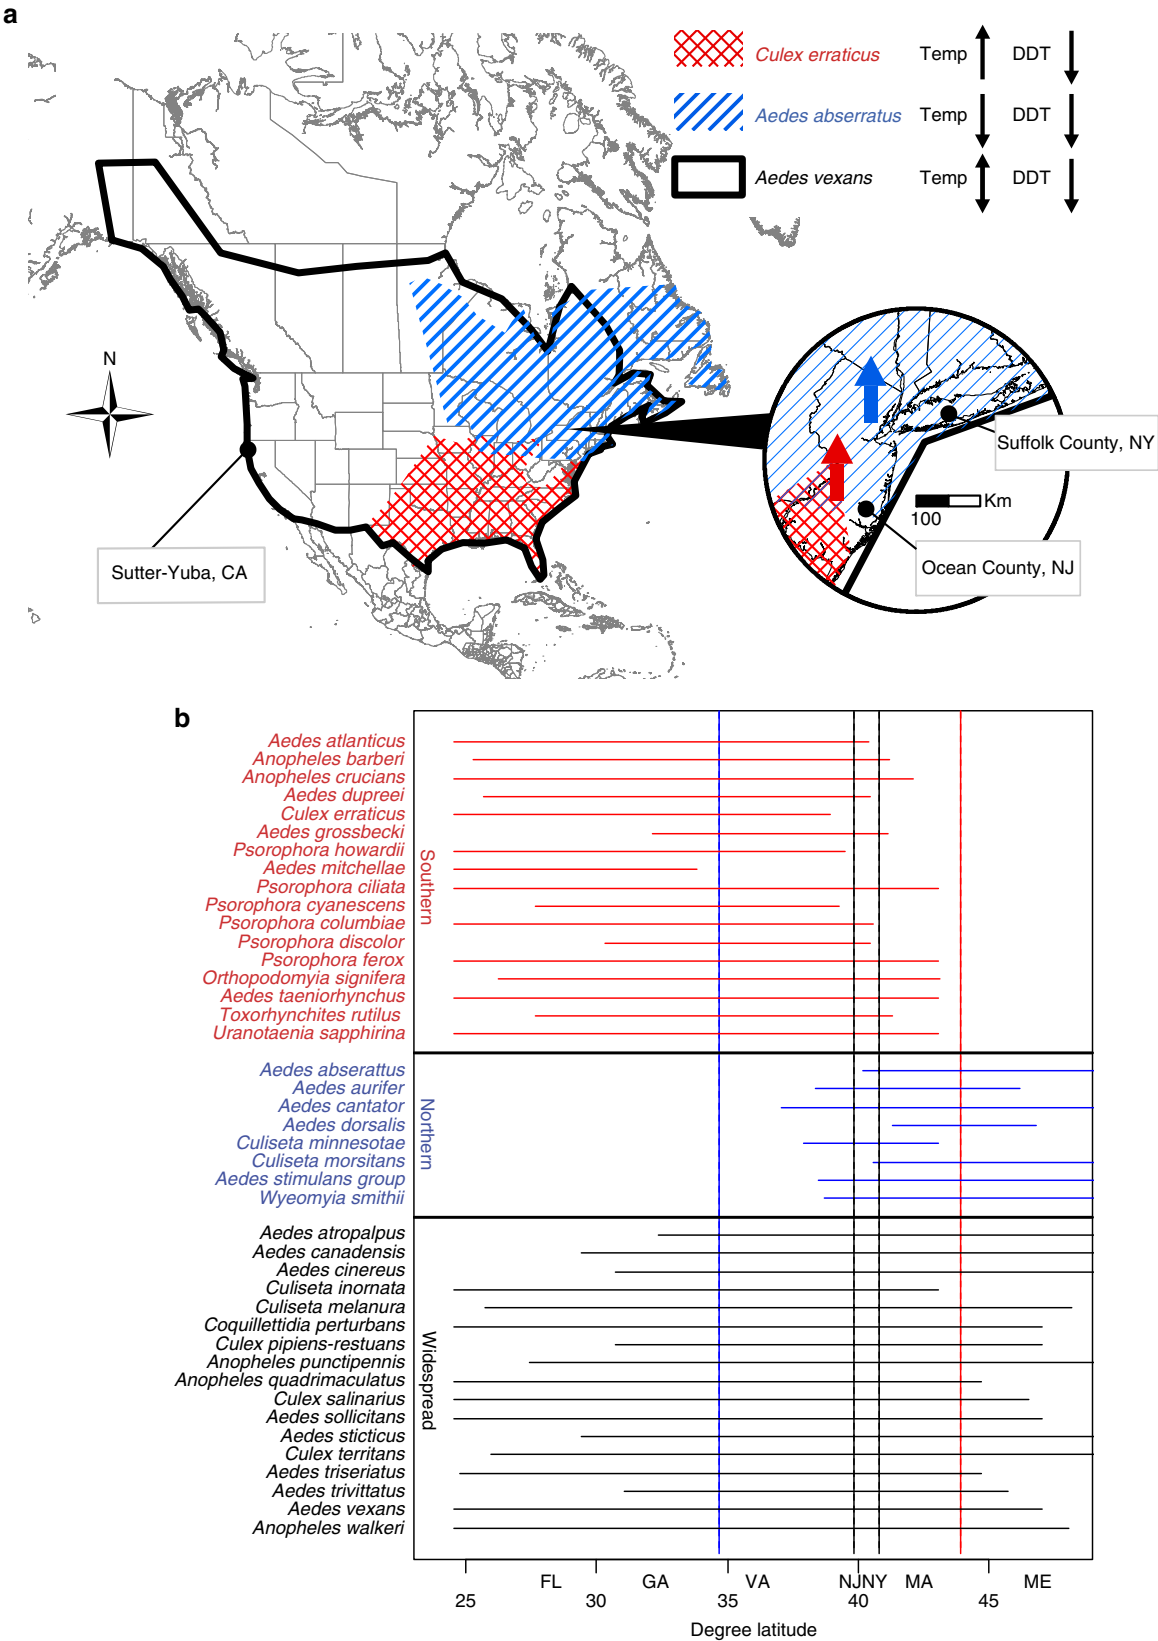 a
Culex erraticus Temp DDT
Aedes abserratus Temp DDT
Aedes vexans Temp DDT
N
Suffolk County, NY
Km
100
Ocean County, NJ
Sutter-Yuba, CA
b
Aedes atlanticus
Anopheles barberi
Anopheles crucians
Aedes dupreei
Culex erraticus
Aedes grossbecki
Psorophora howardii
Aedes mitchellae
Psorophora ciliata
Psorophora cyanescens
Psorophora columbiae
Psorophora discolor
Psorophora ferox
Orthopodomyia signifera
Aedes taeniorhynchus
Toxorhynchites rutilus
Uranotaenia sapphirina
Southern
Aedes abserattus
Aedes aurifer
Aedes cantator
Aedes dorsalis
Culiseta minnesotae
Culiseta morsitans
Aedes stimulans group
Wyeomyia smithii
Northern
Aedes atropalpus
Aedes canadensis
Aedes cinereus
Culiseta inornata
Culiseta melanura
Coquillettidia perturbans
Culex pipiens-restuans
Anopheles punctipennis
Anopheles quadrimaculatus
Culex salinarius
Aedes sollicitans
Aedes sticticus
Culex territans
Aedes triseriatus
Aedes trivittatus
Aedes vexans
Anopheles walkeri
Widespread
FL GA VA NJNY MA ME
25 30 35 40 45
Degree latitude